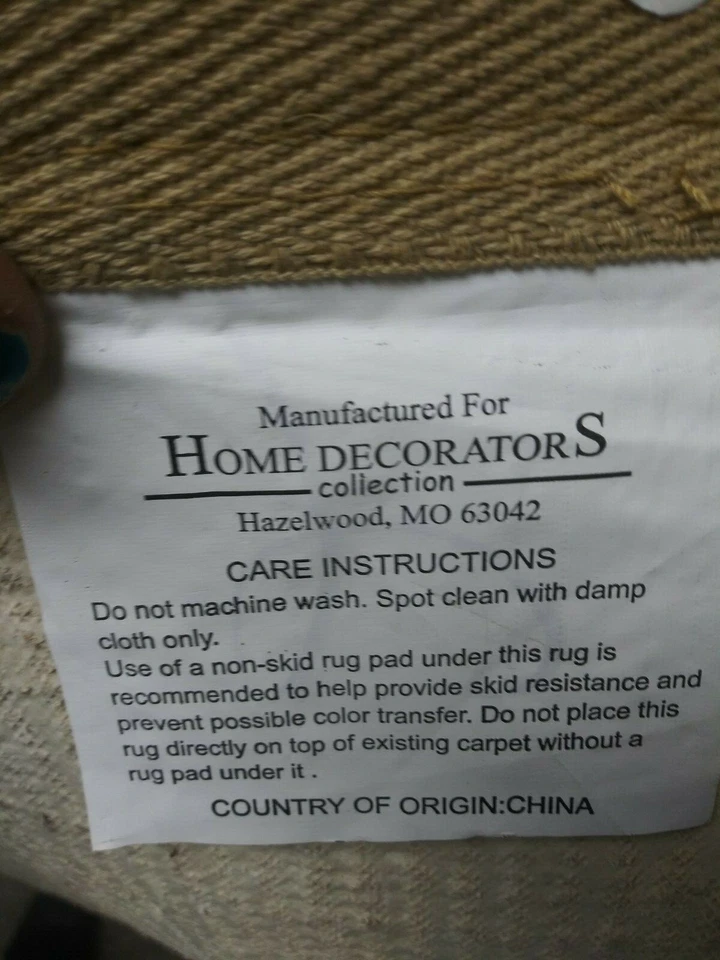 Manufactured For
HOME DECORATORS
collection
Hazelwood, MO 63042
CARE INSTRUCTIONS
Do not machine wash. Spot clean with damp
cloth only.
Use of a non-skid rug pad under this rug is
recommended to help provide skid resistance and
prevent possible color transfer. Do not place this
rug directly on top of existing carpet without a
rug pad under it .
COUNTRY OF ORIGIN:CHINA